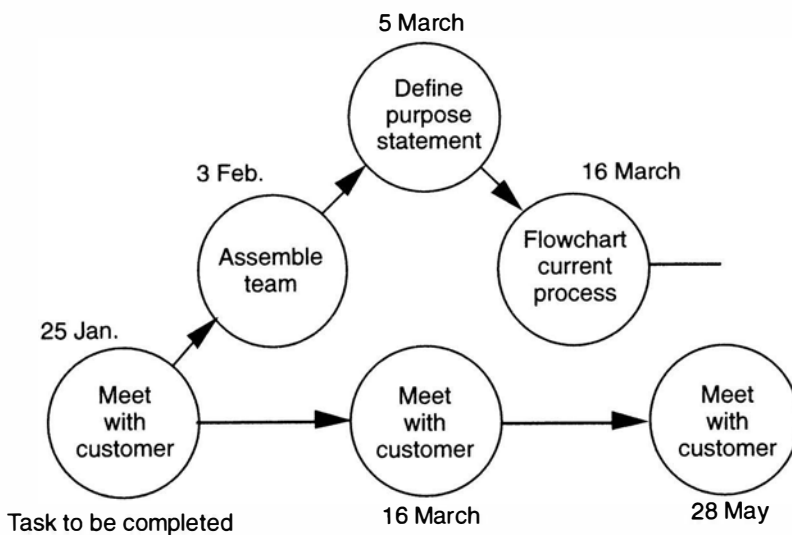 5 March
Define
purpose
statement
3 Feb.
16 March
Assemble
team
Flowchart
current
process
25 Jan.
Meet
with
customer
Meet
with
customer
Meet
with
customer
Task to be completed
16 March
28 May